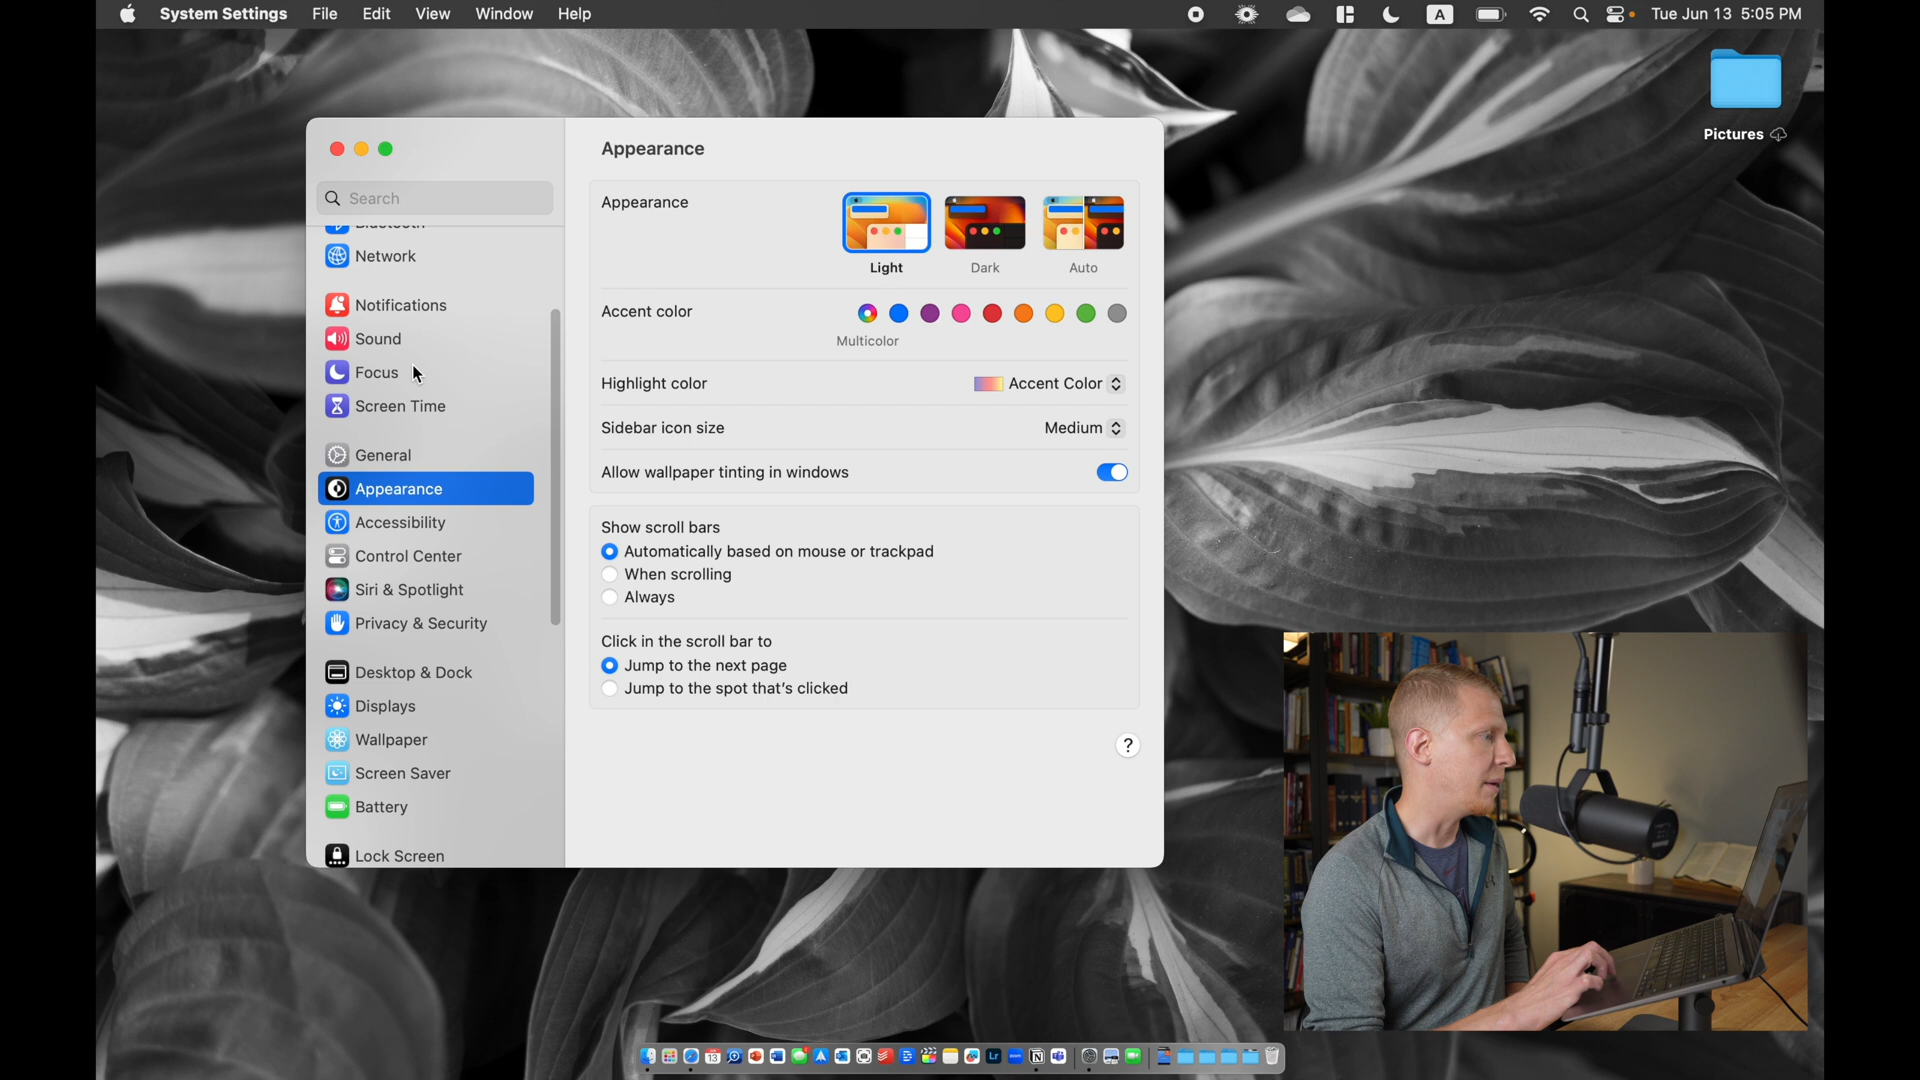 System Settings File Edit View Window Help
A Tue Jun 13 5:05 PM
Pictures
Search
Bluetooth
Network
Notifications
Sound
Focus
Screen Time
General
Appearance
Accessibility
Control Center
Siri & Spotlight
Privacy & Security
Desktop & Dock
Displays
Wallpaper
Screen Saver
Battery
Lock Screen
Appearance
Appearance
Light Dark Auto
Accent color
Multicolor
Highlight color Accent Color
Sidebar icon size Medium
Allow wallpaper tinting in windows
Show scroll bars
Automatically based on mouse or trackpad
When scrolling
Always
Click in the scroll bar to
Jump to the next page
Jump to the spot that's clicked
?
13
Lr